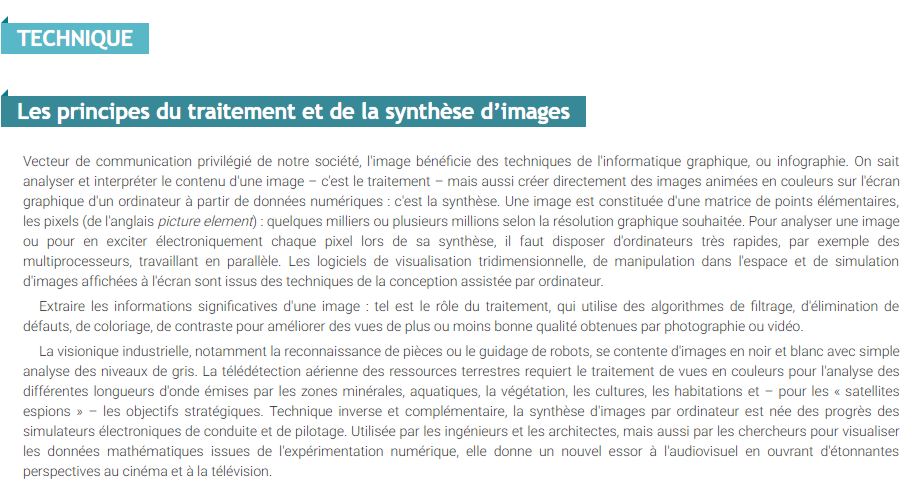 TECHNIQUE
Les principes du traitement et de la synthèse d’images
Vecteur de communication privilégié de notre société, l'image bénéficie des techniques de l'informatique graphique, ou infographie. On sait
analyser et interpréter le contenu d'une image – c'est le traitement – mais aussi créer directement des images animées en couleurs sur l'écran
graphique d'un ordinateur à partir de données numériques : c'est la synthèse. Une image est constituée d'une matrice de points élémentaires,
les pixels (de l'anglais picture element) : quelques milliers ou plusieurs millions selon la résolution graphique souhaitée. Pour analyser une image
ou pour en exciter électroniquement chaque pixel lors de sa synthèse, il faut disposer d'ordinateurs très rapides, par exemple des
multiprocesseurs, travaillant en parallèle. Les logiciels de visualisation tridimensionnelle, de manipulation dans l'espace et de simulation
d'images affichées à l'écran sont issus des techniques de la conception assistée par ordinateur.
Extraire les informations significatives d'une image : tel est le rôle du traitement, qui utilise des algorithmes de filtrage, d'élimination de
défauts, de coloriage, de contraste pour améliorer des vues de plus ou moins bonne qualité obtenues par photographie ou vidéo.
La visionique industrielle, notamment la reconnaissance de pièces ou le guidage de robots, se contente d'images en noir et blanc avec simple
analyse des niveaux de gris. La télédétection aérienne des ressources terrestres requiert le traitement de vues en couleurs pour l'analyse des
différentes longueurs d'onde émises par les zones minérales, aquatiques, la végétation, les cultures, les habitations et – pour les « satellites
espions » – les objectifs stratégiques. Technique inverse et complémentaire, la synthèse d'images par ordinateur est née des progrès des
simulateurs électroniques de conduite et de pilotage. Utilisée par les ingénieurs et les architectes, mais aussi par les chercheurs pour visualiser
les données mathématiques issues de l'expérimentation numérique, elle donne un nouvel essor à l'audiovisuel en ouvrant d'étonnantes
perspectives au cinéma et à la télévision.